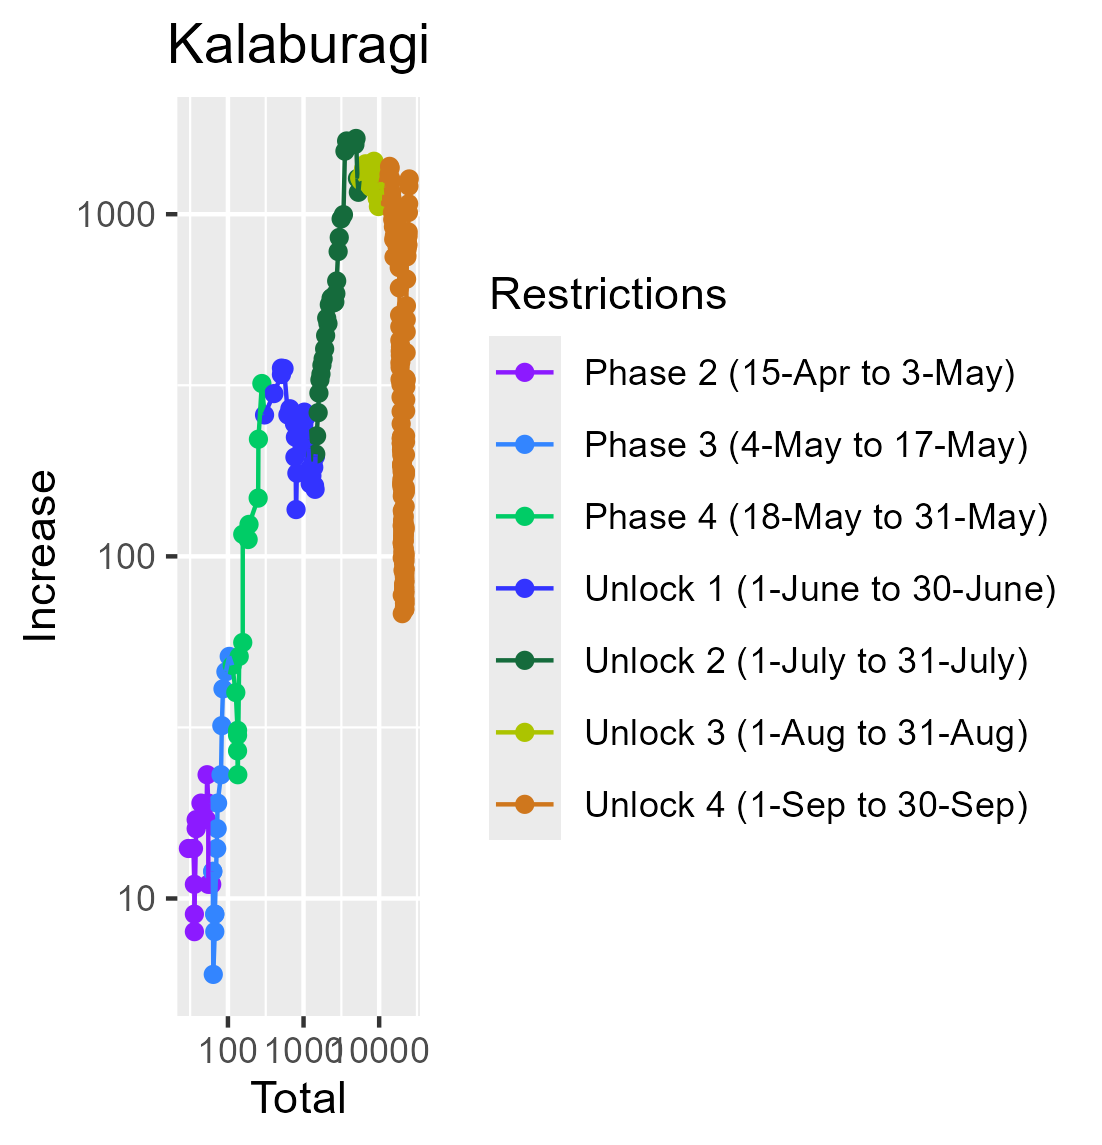 Kalaburagi
Increase
1000
100
10
100 1000 10000
Total
Restrictions
Phase 2 (15-Apr to 3-May)
Phase 3 (4-May to 17-May)
Phase 4 (18-May to 31-May)
Unlock 1 (1-June to 30-June)
Unlock 2 (1-July to 31-July)
Unlock 3 (1-Aug to 31-Aug)
Unlock 4 (1-Sep to 30-Sep)